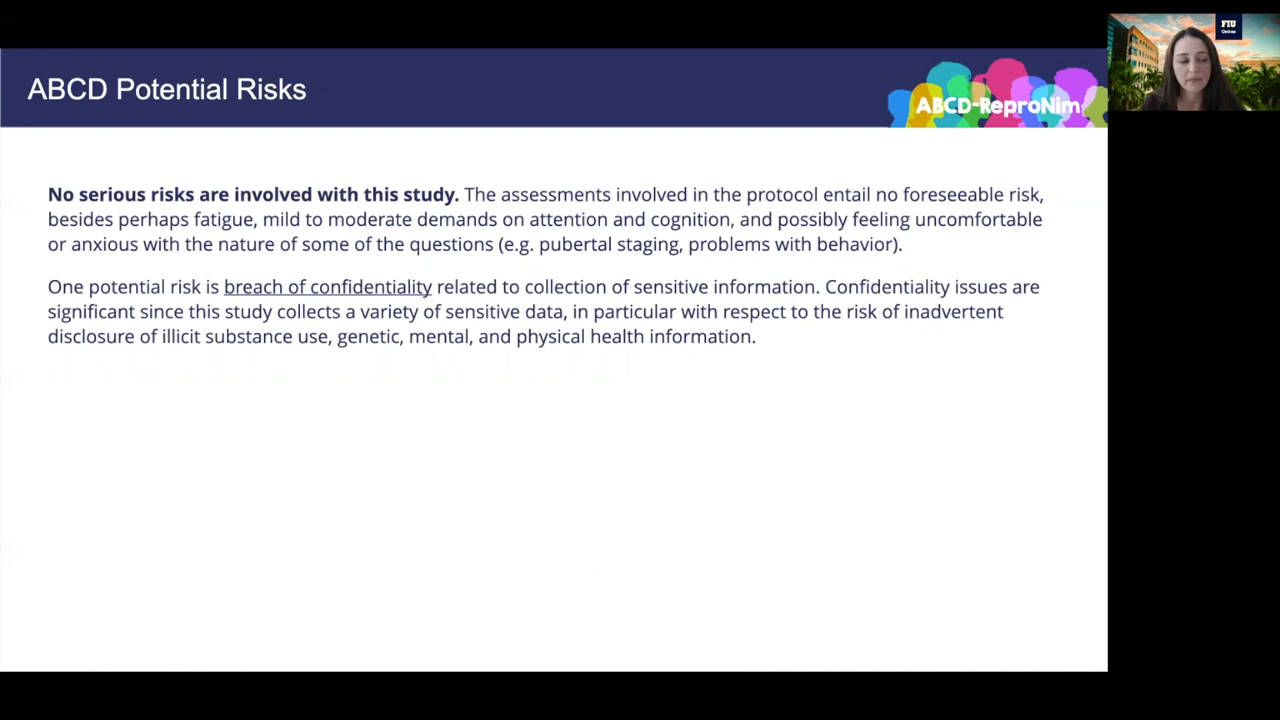 ABCD Potential Risks
ABCD-ReproNim
FIU
Online
No serious risks are involved with this study. The assessments involved in the protocol entail no foreseeable risk,
besides perhaps fatigue, mild to moderate demands on attention and cognition, and possibly feeling uncomfortable
or anxious with the nature of some of the questions (e.g. pubertal staging, problems with behavior).
One potential risk is breach of confidentiality related to collection of sensitive information. Confidentiality issues are
significant since this study collects a variety of sensitive data, in particular with respect to the risk of inadvertent
disclosure of illicit substance use, genetic, mental, and physical health information.